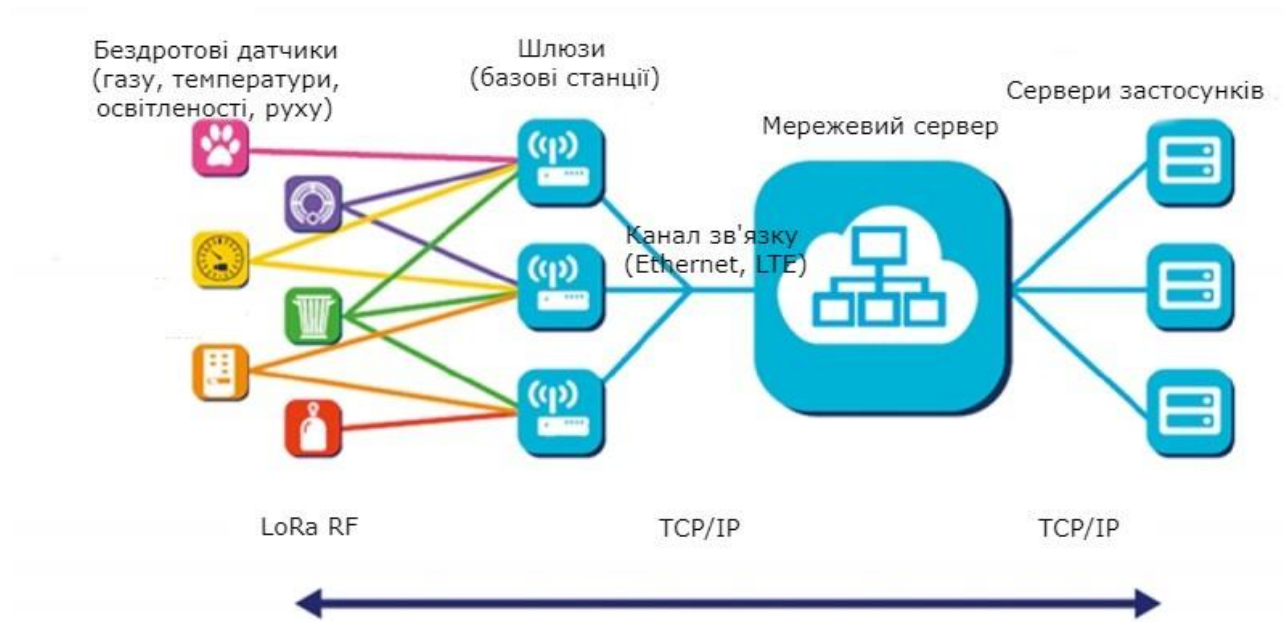 Бездротові датчики
(газу, температури,
освітленості, руху)
Шлюзи
(базові станції)
Мережевий сервер
Сервери застосунків
Канал зв'язку
(Ethernet, LTE)
LoRa RF
TCP/IP
TCP/IP